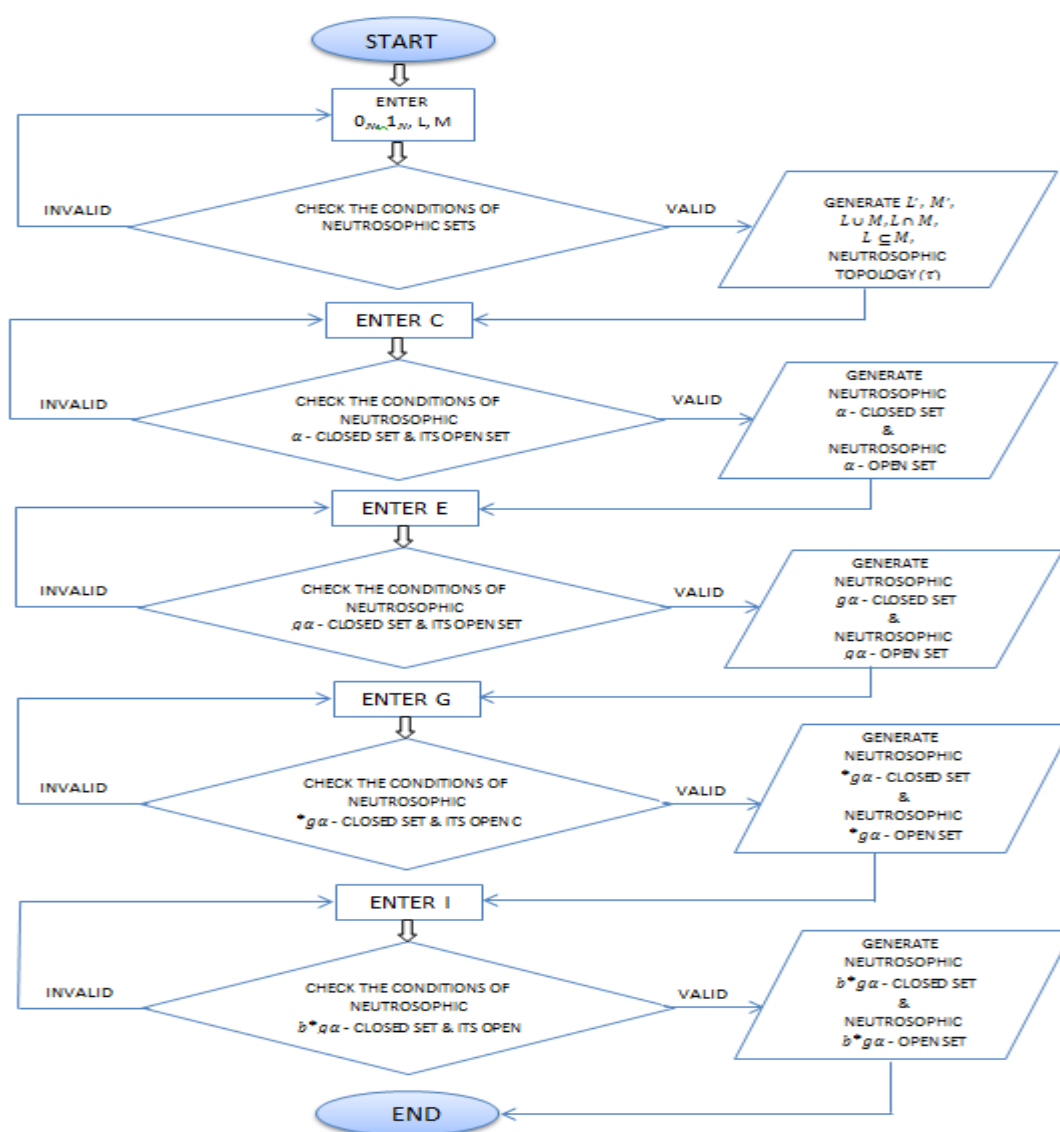 START
ENTER
0_{Ne}, 1_{N}, L, M
INVALID
CHECK THE CONDITIONS OF
NEUTROSOPHIC SETS
VALID
GENERATE L', M',
L ∪ M, L ∩ M,
L ⊆ M,
NEUTROSOPHIC
TOPOLOGY (τ)
ENTER C
INVALID
CHECK THE CONDITIONS OF
NEUTROSOPHIC
α - CLOSED SET & ITS OPEN SET
VALID
GENERATE
NEUTROSOPHIC
α - CLOSED SET
&
NEUTROSOPHIC
α - OPEN SET
ENTER E
INVALID
CHECK THE CONDITIONS OF
NEUTROSOPHIC
gα - CLOSED SET & ITS OPEN SET
VALID
GENERATE
NEUTROSOPHIC
gα - CLOSED SET
&
NEUTROSOPHIC
gα - OPEN SET
ENTER G
INVALID
CHECK THE CONDITIONS OF
NEUTROSOPHIC
*gα - CLOSED SET & ITS OPEN C
VALID
GENERATE
NEUTROSOPHIC
*gα - CLOSED SET
&
NEUTROSOPHIC
*gα - OPEN SET
ENTER I
INVALID
CHECK THE CONDITIONS OF
NEUTROSOPHIC
b*gα - CLOSED SET & ITS OPEN
VALID
GENERATE
NEUTROSOPHIC
b*gα - CLOSED SET
&
NEUTROSOPHIC
b*gα - OPEN SET
END